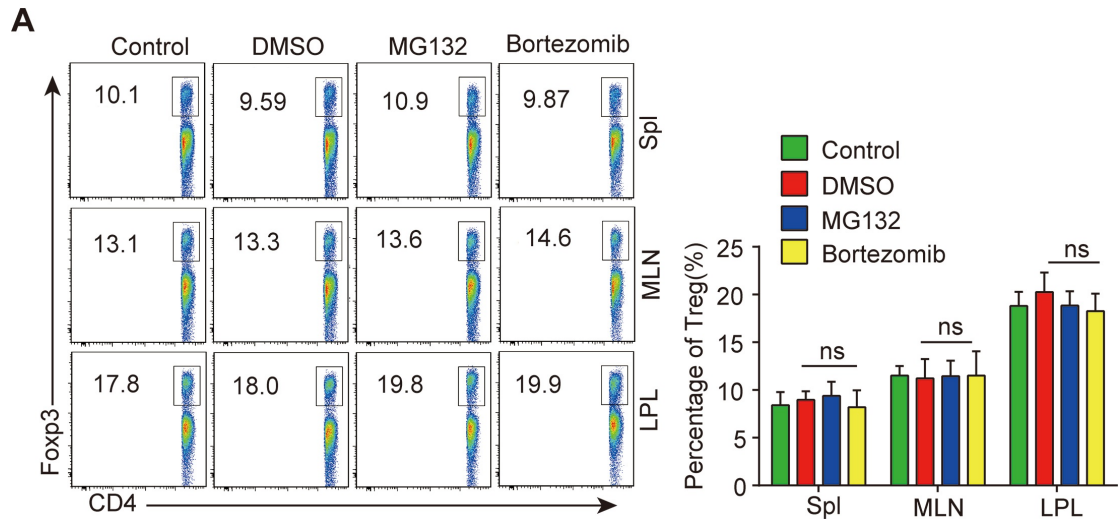 A
Control DMSO MG132 Bortezomib
10.1 9.59 10.9 9.87 Spl
13.1 13.3 13.6 14.6 MLN
17.8 18.0 19.8 19.9 LPL
Foxp3
CD4
Control
DMSO
MG132
Bortezomib
Percentage of Treg(%)
25
20
15
10
5
0
ns
ns
ns
Spl MLN LPL